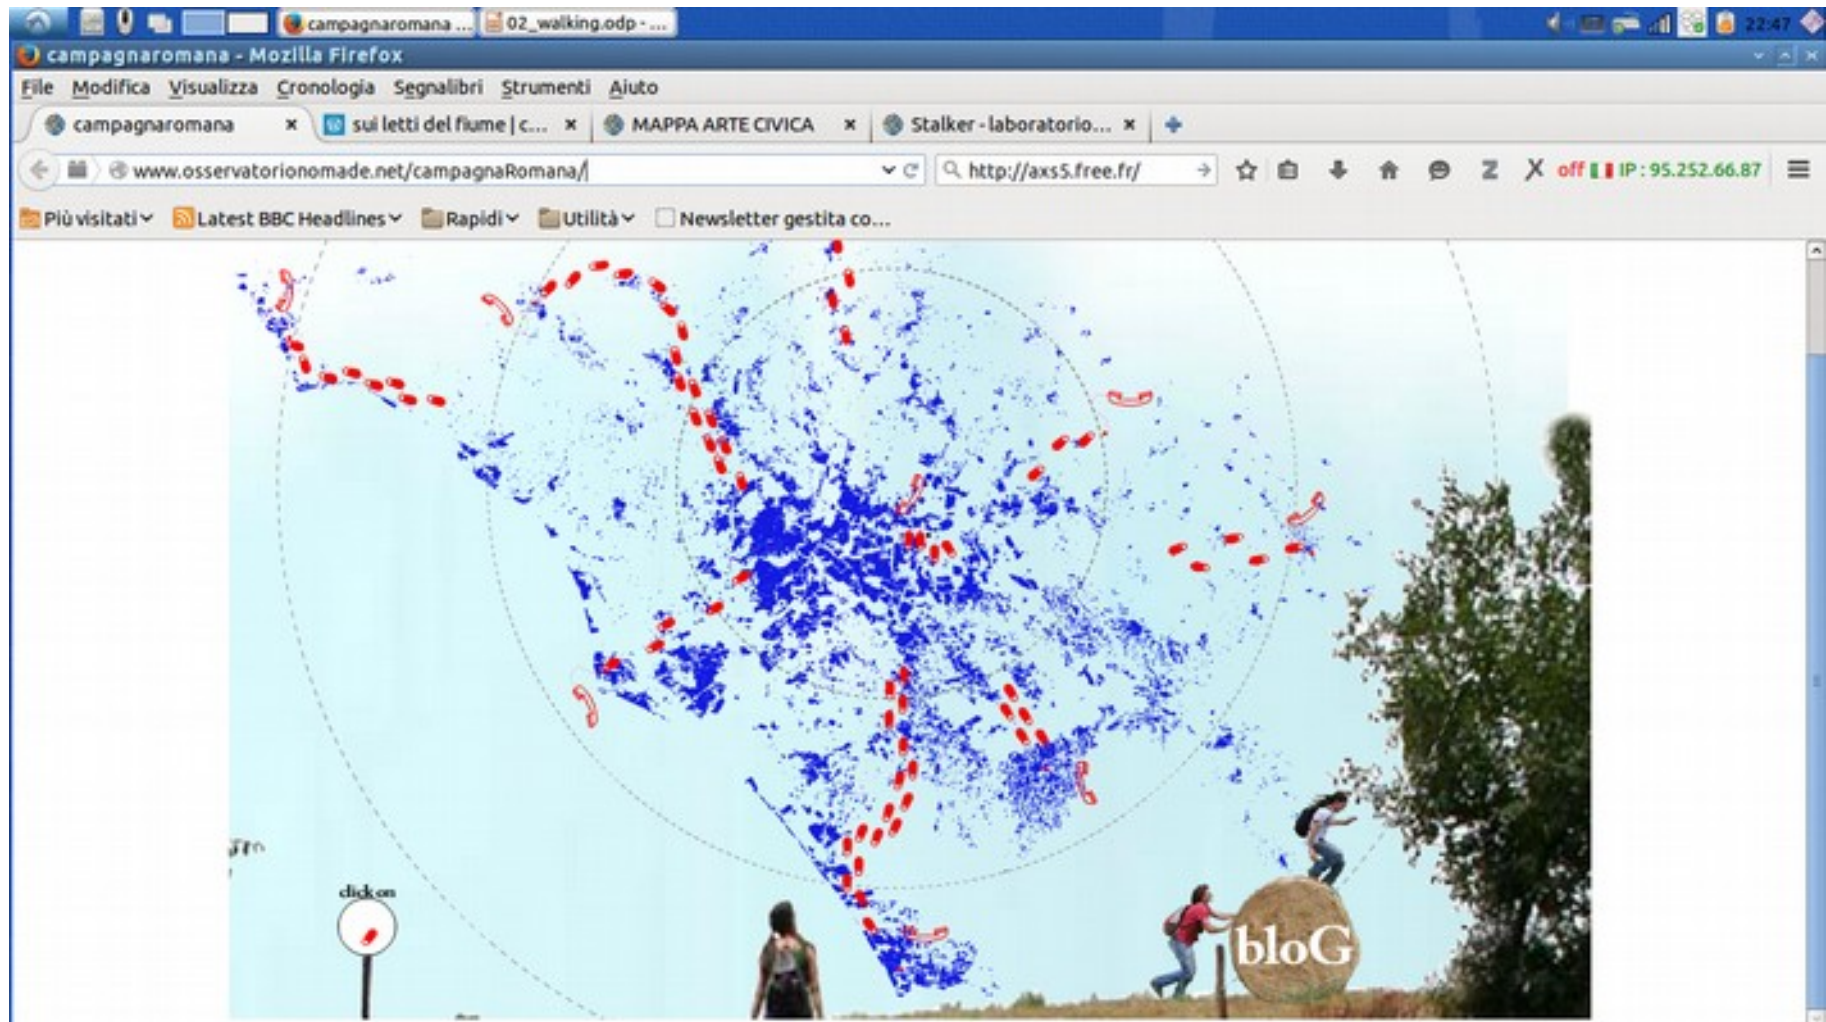 campagnaromana ... 02_walking.odp - ... 22:47
campagnaromana - Mozilla Firefox
File Modifica Visualizza Cronologia Segnalibri Strumenti Aiuto
campagnaromana sui letti del fiume | c... MAPPA ARTE CIVICA Stalker - laboratorio...
www.osservatorionomade.net/campagnaRomana/ http://axs5.free.fr/ Z X off IP : 95.252.66.87
Più visitati Latest BBC Headlines Rapidi Utilità Newsletter gestita co...
click on
bloG